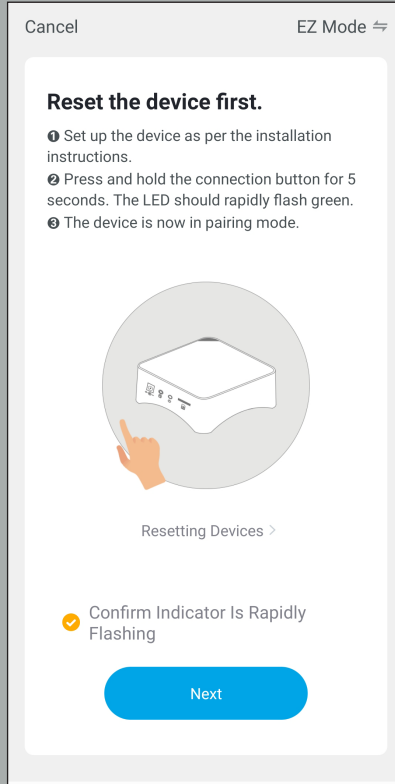 Cancel
EZ Mode
Reset the device first.
❶ Set up the device as per the installation
instructions.
❷ Press and hold the connection button for 5
seconds. The LED should rapidly flash green.
❸ The device is now in pairing mode.
Resetting Devices >
Confirm Indicator Is Rapidly
Flashing
Next